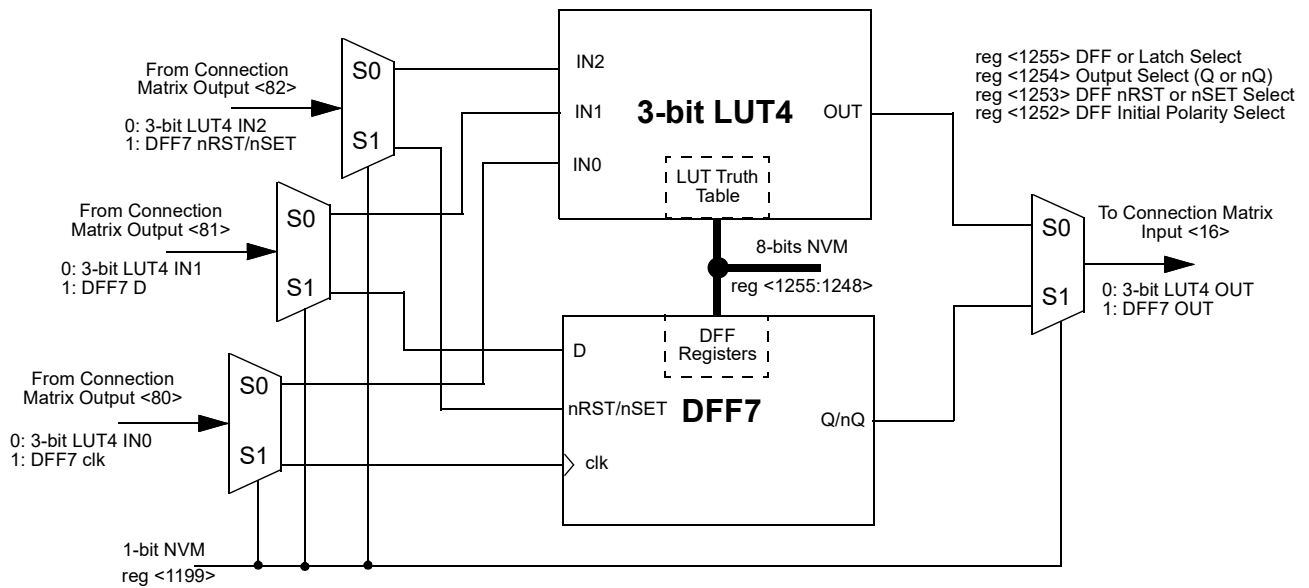 From Connection
Matrix Output <82>
0: 3-bit LUT4 IN2
1: DFF7 nRST/nSET
S0
S1
From Connection
Matrix Output <81>
0: 3-bit LUT4 IN1
1: DFF7 D
S0
S1
From Connection
Matrix Output <80>
0: 3-bit LUT4 IN0
1: DFF7 clk
S0
S1
1-bit NVM
reg <1199>
IN2
IN1
IN0
3-bit LUT4
OUT
LUT Truth
Table
8-bits NVM
reg <1255:1248>
DFF
Registers
D
nRST/nSET
clk
DFF7
Q/nQ
reg <1255> DFF or Latch Select
reg <1254> Output Select (Q or nQ)
reg <1253> DFF nRST or nSET Select
reg <1252> DFF Initial Polarity Select
S0
S1
To Connection Matrix
Input <16>
0: 3-bit LUT4 OUT
1: DFF7 OUT